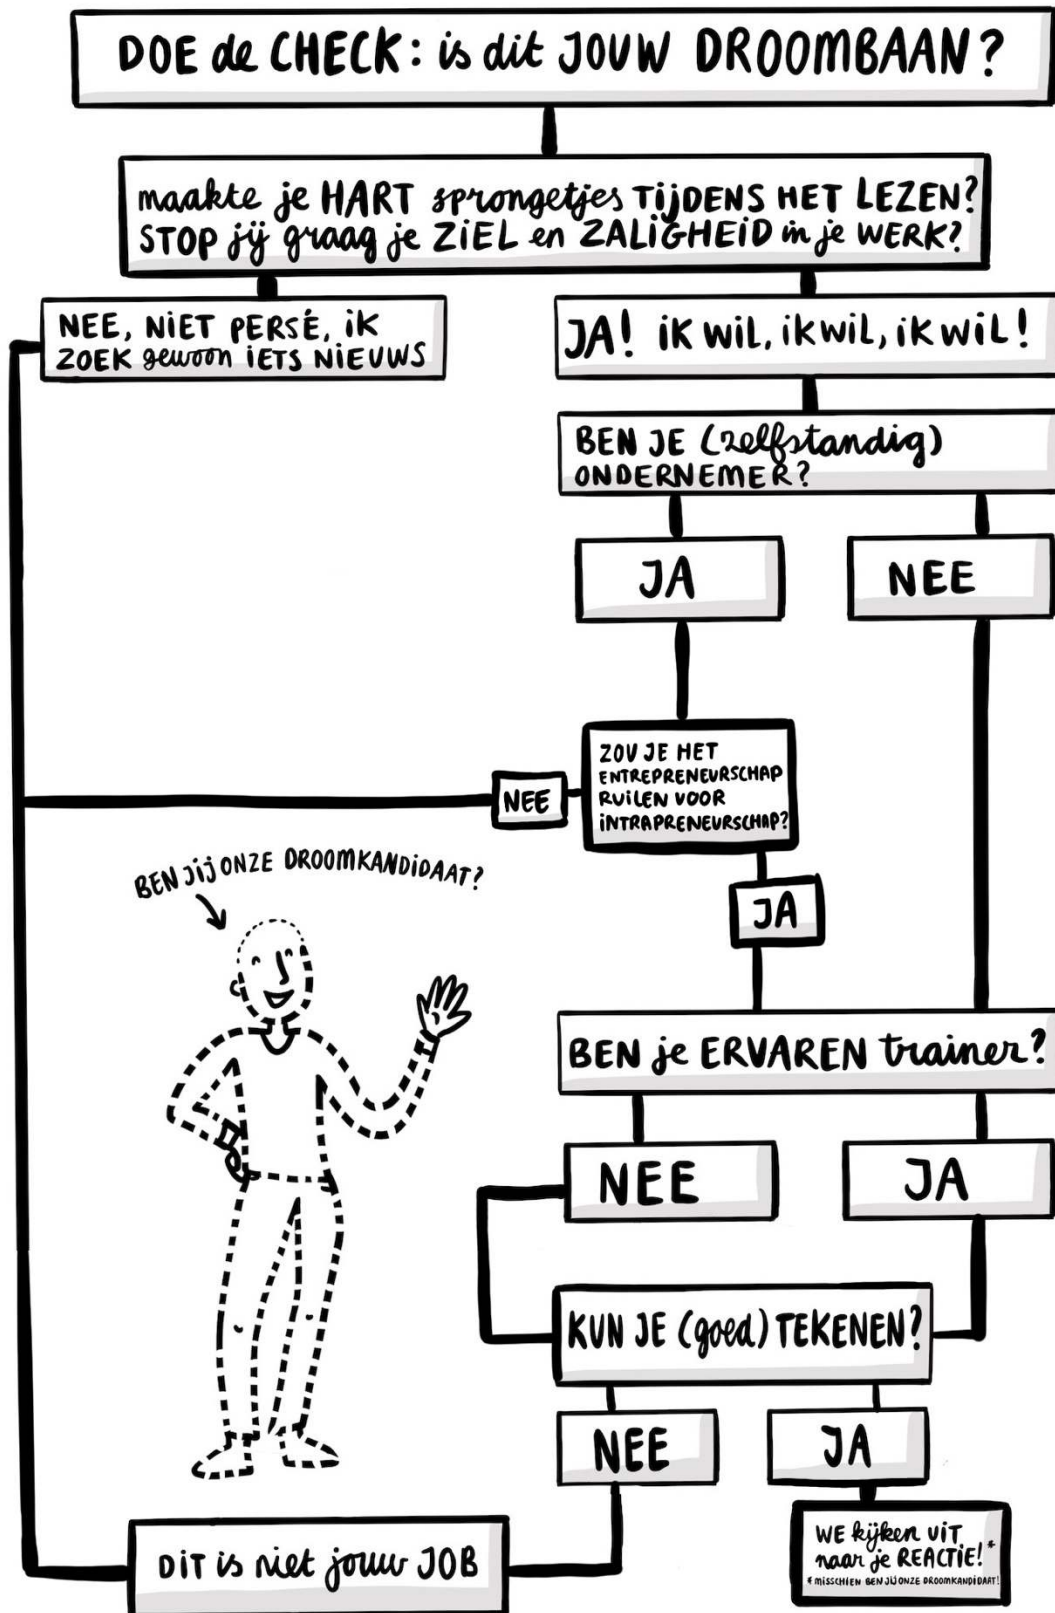 DOE de CHECK: is dit JOUW DROOMBAAN?
maakte je HART sprongetjes TIJDENS HET LEZEN?
STOP jij graag je ZIEL en ZALIGHEID in je WERK?
NEE, NIET PERSÉ, iK
ZOEK gewoon IETS NIEUWS
JA! iK WIL, iK WIL, iK WIL!
BEN JE (zelfstandig)
ONDERNEMER?
JA
NEE
ZOU JE HET
ENTREPRENEURSCHAP
RUILEN VOOR
INTRAPRENEURSCHAP?
NEE
JA
BEN JIJ ONZE DROOMKANDIDAAT?
BEN je ERVAREN trainer?
NEE
JA
KUN JE (goed) TEKENEN?
NEE
JA
DIT is niet jouw JOB
WE kijken UIT
naar je REACTIE!*
*MISSCHIEN BEN JIJ ONZE DROOMKANDIDAAT!